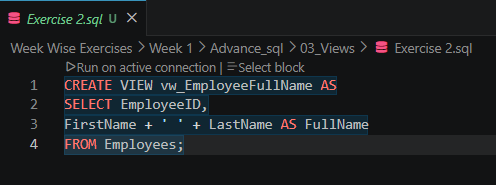 Exercise 2.sql U
Week Wise Exercises > Week 1 > Advance_sql > 03_Views > Exercise 2.sql
Run on active connection | Select block
1 CREATE VIEW vw_EmployeeFullName AS
2 SELECT EmployeeID,
3 FirstName + ' ' + LastName AS FullName
4 FROM Employees;